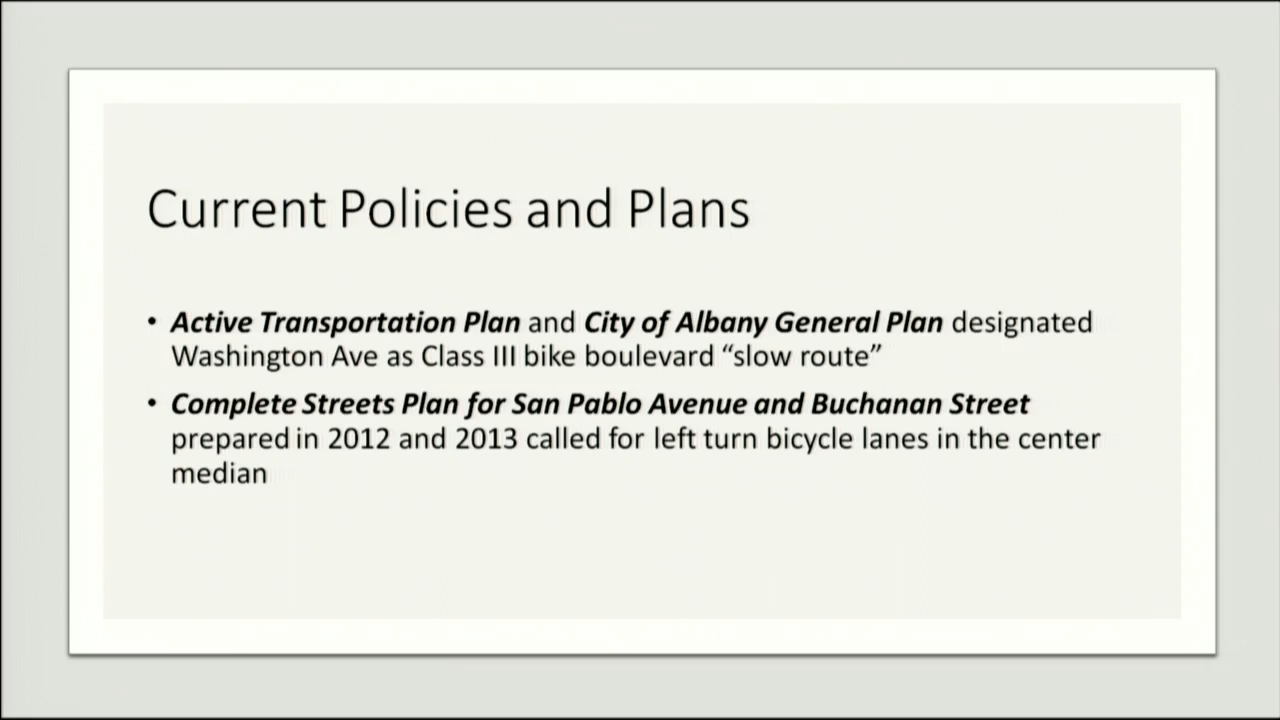 Current Policies and Plans
• Active Transportation Plan and City of Albany General Plan designated
Washington Ave as Class III bike boulevard “slow route”
• Complete Streets Plan for San Pablo Avenue and Buchanan Street
prepared in 2012 and 2013 called for left turn bicycle lanes in the center
median